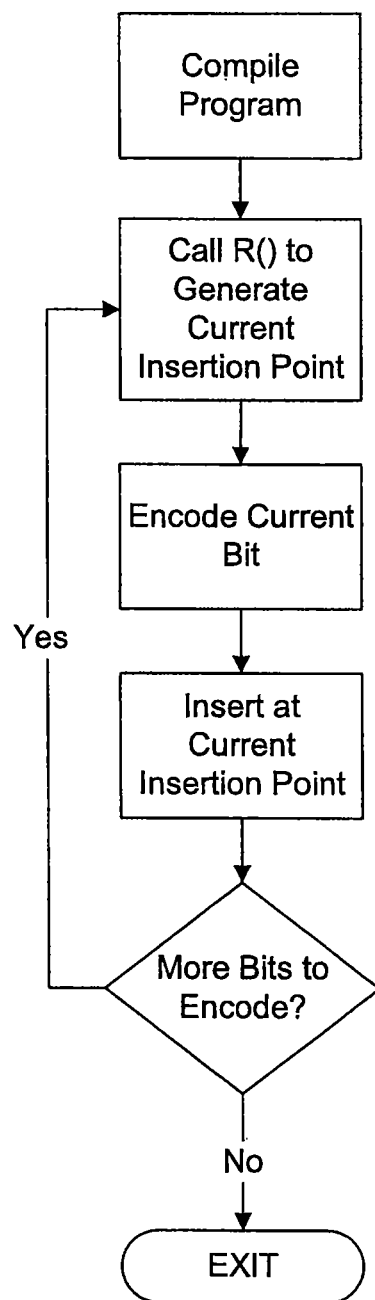 Compile
Program
Call R() to
Generate
Current
Insertion Point
Encode Current
Bit
Yes
Insert at
Current
Insertion Point
More Bits to
Encode?
No
EXIT